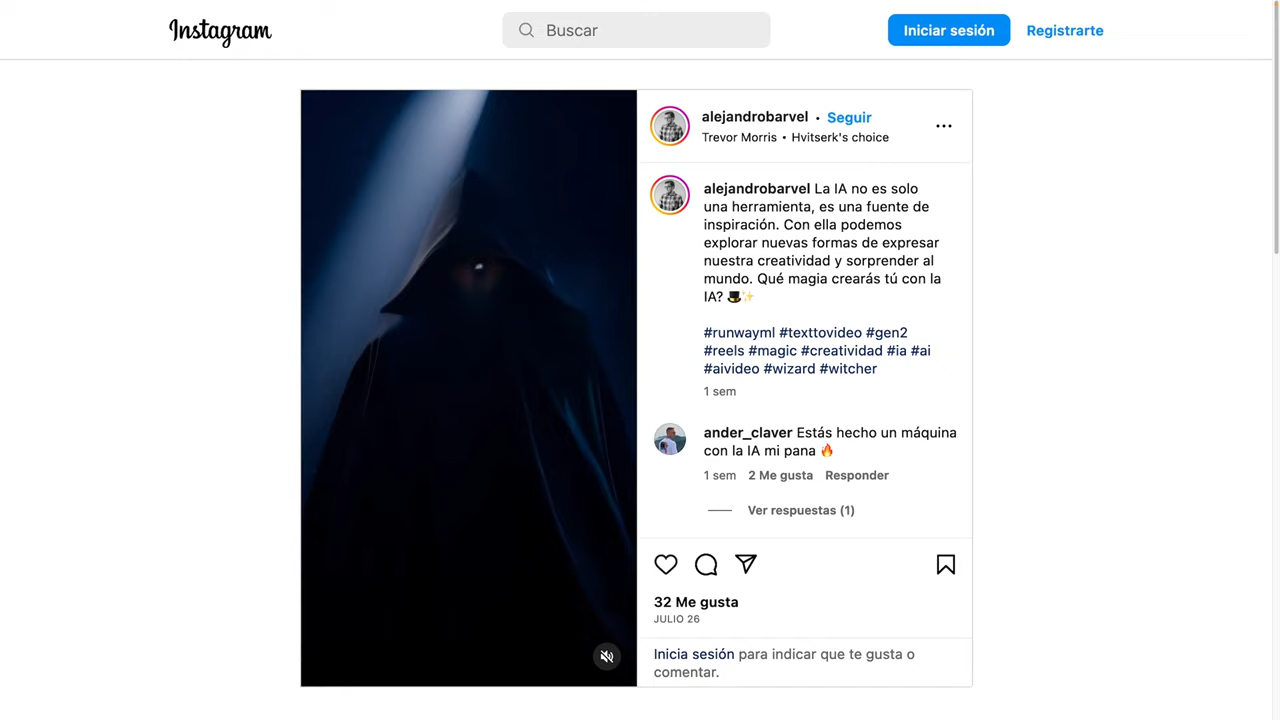 Instagram
Buscar
Iniciar sesión
Registrarte
alejandrobarvel • Seguir
Trevor Morris • Hvitserk's choice
alejandrobarvel La IA no es solo
una herramienta, es una fuente de
inspiración. Con ella podemos
explorar nuevas formas de expresar
nuestra creatividad y sorprender al
mundo. Qué magia crearás tú con la
IA? 🎩✨
#runwayml #texttovideo #gen2
#reels #magic #creatividad #ia #ai
#aivideo #wizard #witcher
1 sem
ander_claver Estás hecho un máquina
con la IA mi pana 🔥
1 sem 2 Me gusta Responder
Ver respuestas (1)
32 Me gusta
JULIO 26
Inicia sesión para indicar que te gusta o
comentar.